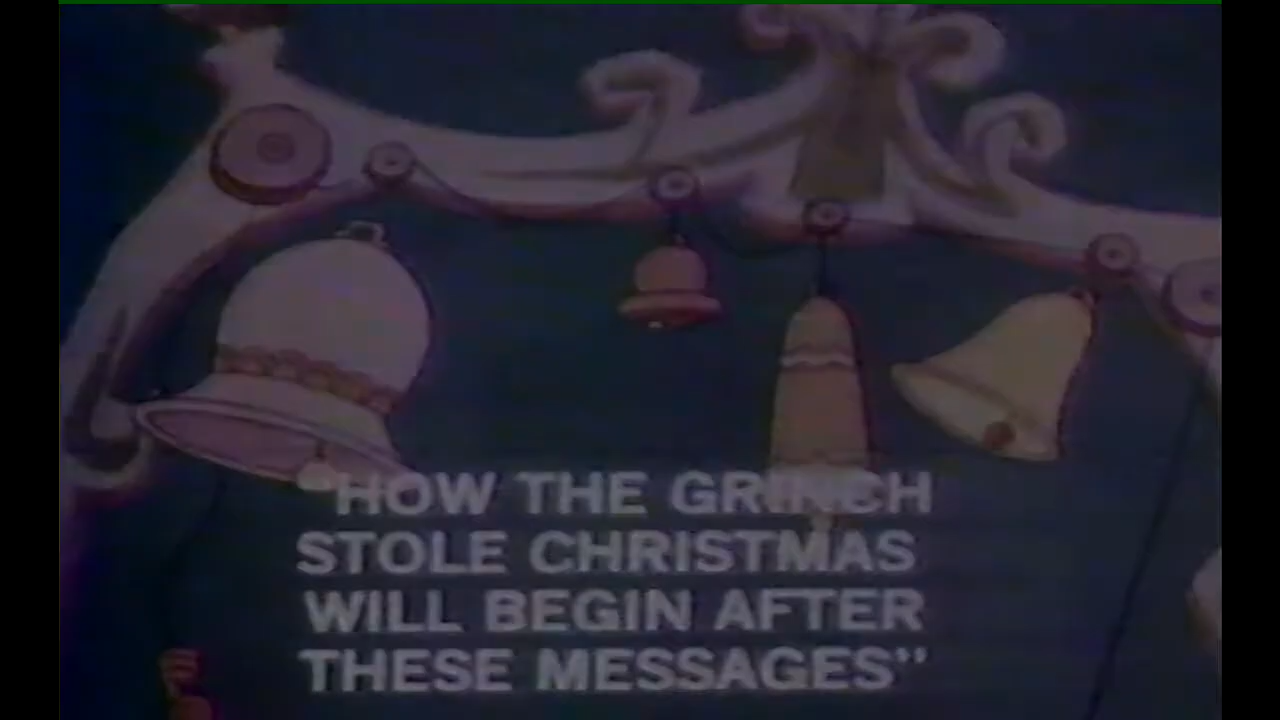 "HOW THE GRINCH
STOLE CHRISTMAS
WILL BEGIN AFTER
THESE MESSAGES"